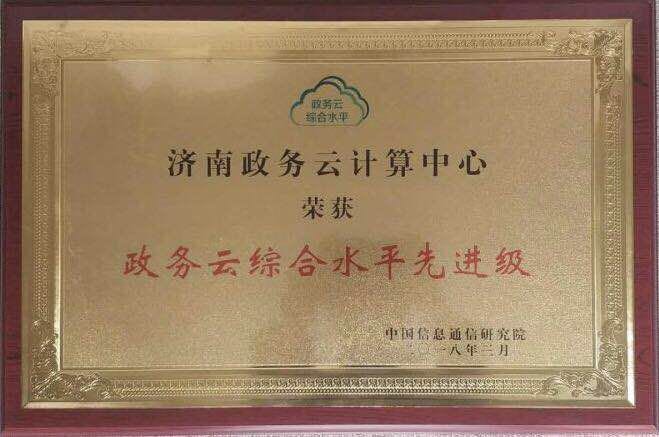 政务云
综合水平
济南政务云计算中心
荣获
政务云综合水平先进级
中国信息通信研究院
二〇一八年三月